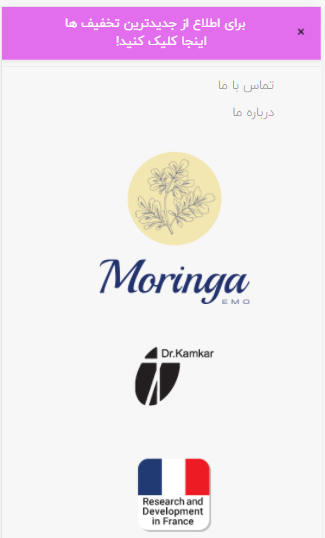 برای اطلاع از جدیدترین تخفیف ها
اینجا کلیک کنید!
×
تماس با ما
درباره ما
Moringa
EMO
Dr.Kamkar
Research and
Development
in France